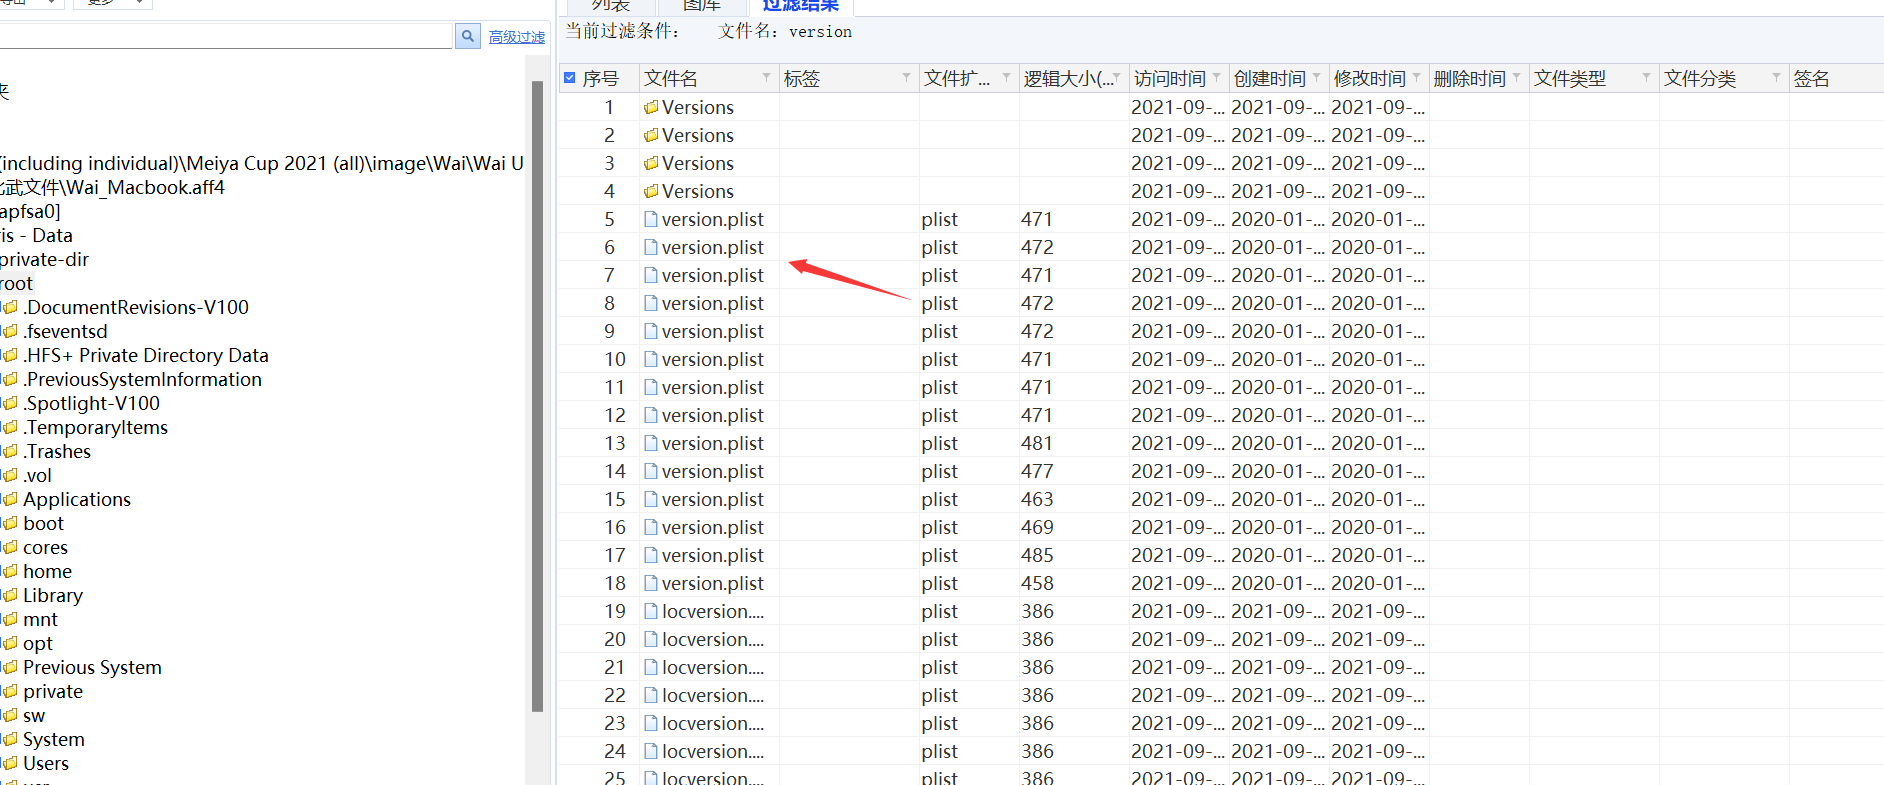 更多
高级过滤
夹
(including individual)\Meiya Cup 2021 (all)\image\Wai\Wai U
比武文件\Wai_Macbook.aff4
apfsa0]
is - Data
private-dir
root
.DocumentRevisions-V100
.fseventsd
.HFS+ Private Directory Data
.PreviousSystemInformation
.Spotlight-V100
.TemporaryItems
.Trashes
.vol
Applications
boot
cores
home
Library
mnt
opt
Previous System
private
sw
System
Users
列表 图库 过滤结果
当前过滤条件： 文件名：version
序号 文件名 标签 文件扩... 逻辑大小(... 访问时间 创建时间 修改时间 删除时间 文件类型 文件分类 签名
1 Versions 2021-09-... 2021-09-... 2021-09-...
2 Versions 2021-09-... 2021-09-... 2021-09-...
3 Versions 2021-09-... 2021-09-... 2021-09-...
4 Versions 2021-09-... 2021-09-... 2021-09-...
5 version.plist plist 471 2021-09-... 2020-01-... 2020-01-...
6 version.plist plist 472 2021-09-... 2020-01-... 2020-01-...
7 version.plist plist 471 2021-09-... 2020-01-... 2020-01-...
8 version.plist plist 472 2021-09-... 2020-01-... 2020-01-...
9 version.plist plist 472 2021-09-... 2020-01-... 2020-01-...
10 version.plist plist 471 2021-09-... 2020-01-... 2020-01-...
11 version.plist plist 471 2021-09-... 2020-01-... 2020-01-...
12 version.plist plist 471 2021-09-... 2020-01-... 2020-01-...
13 version.plist plist 481 2021-09-... 2020-01-... 2020-01-...
14 version.plist plist 477 2021-09-... 2020-01-... 2020-01-...
15 version.plist plist 463 2021-09-... 2020-01-... 2020-01-...
16 version.plist plist 469 2021-09-... 2020-01-... 2020-01-...
17 version.plist plist 485 2021-09-... 2020-01-... 2020-01-...
18 version.plist plist 458 2021-09-... 2020-01-... 2020-01-...
19 locversion.... plist 386 2021-09-... 2021-09-... 2021-09-...
20 locversion.... plist 386 2021-09-... 2021-09-... 2021-09-...
21 locversion.... plist 386 2021-09-... 2021-09-... 2021-09-...
22 locversion.... plist 386 2021-09-... 2021-09-... 2021-09-...
23 locversion.... plist 386 2021-09-... 2021-09-... 2021-09-...
24 locversion.... plist 386 2021-09-... 2021-09-... 2021-09-...
25 locversion.... plist 386 2021-09-... 2021-09-... 2021-09-...